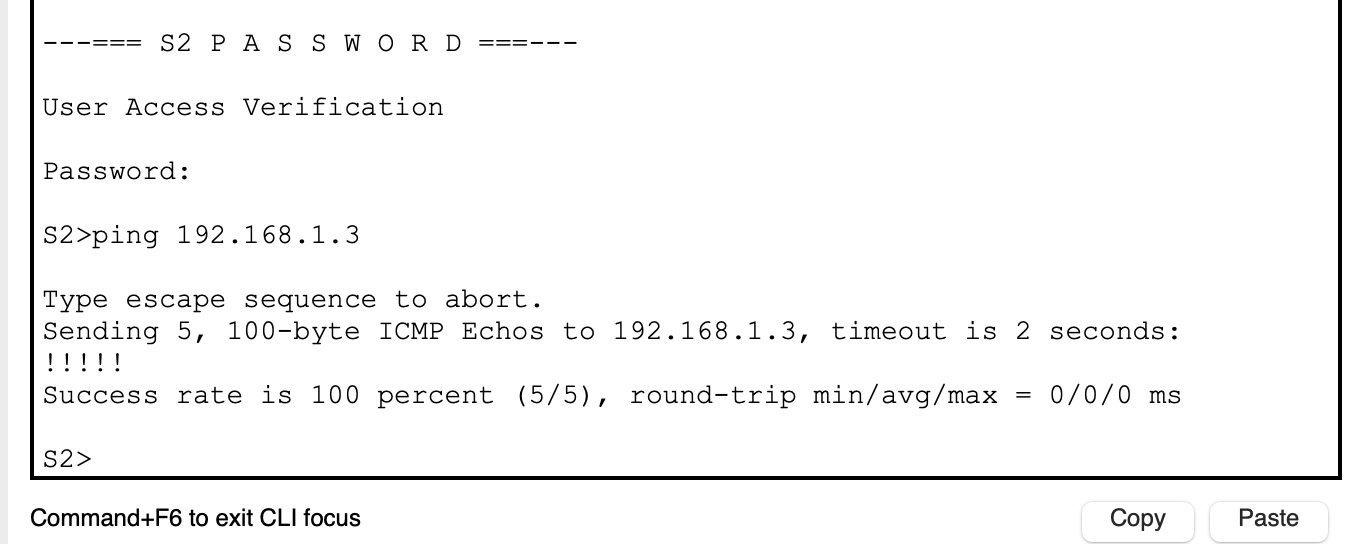 ---=== S2 P A S S W O R D ===---
User Access Verification
Password:
S2>ping 192.168.1.3
Type escape sequence to abort.
Sending 5, 100-byte ICMP Echos to 192.168.1.3, timeout is 2 seconds:
!!!!!
Success rate is 100 percent (5/5), round-trip min/avg/max = 0/0/0 ms
S2>
Command+F6 to exit CLI focus
Copy
Paste